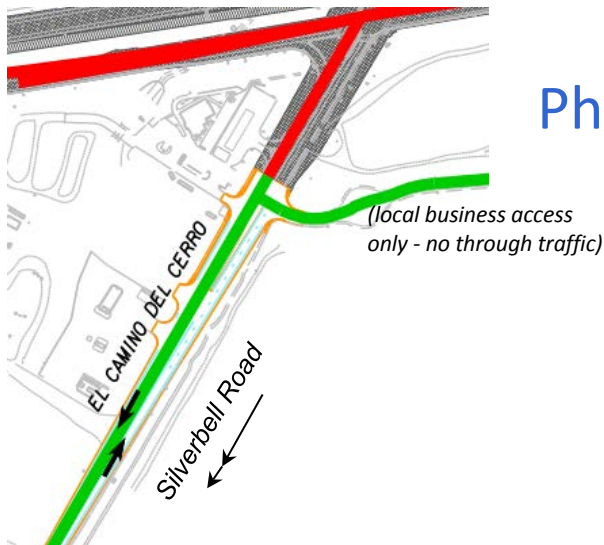 Ph
(local business access
only - no through traffic)
EL CAMINO DEL CERRO
Silverbell Road